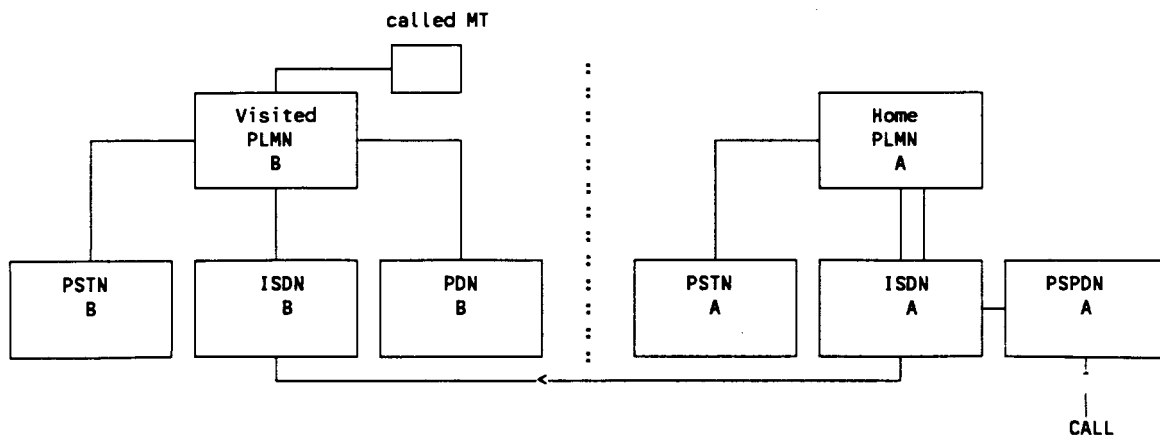 called MT
Visited
PLMN
B
Home
PLMN
A
PSTN
B
ISDN
B
PDN
B
PSTN
A
ISDN
A
PSPDN
A
CALL